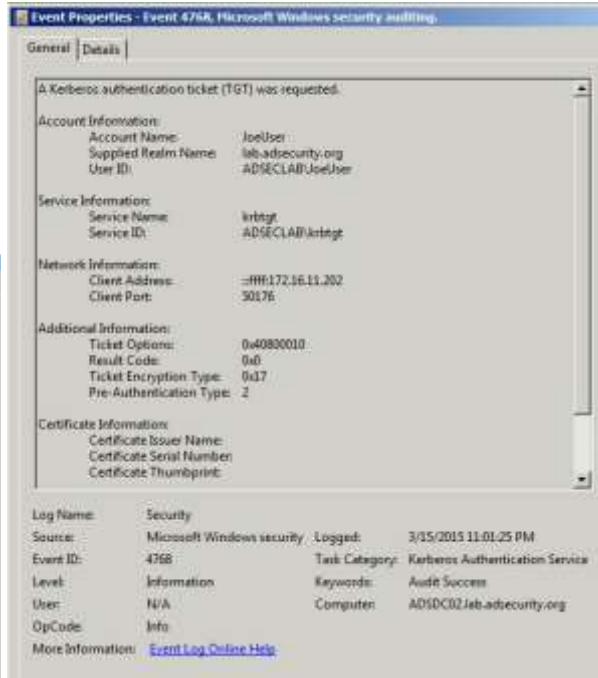 Event Properties - Event 4768, Microsoft Windows security auditing.
General Details
A Kerberos authentication ticket (TGT) was requested.
Account Information:
Account Name: JoeUser
Supplied Realm Name: lab.adsecurity.org
User ID: ADSECLAB\JoeUser
Service Information:
Service Name: krbtgt
Service ID: ADSECLAB\krbtgt
Network Information:
Client Address: ::ffff:172.16.11.202
Client Port: 50176
Additional Information:
Ticket Options: 0x40800010
Result Code: 0x0
Ticket Encryption Type: 0x17
Pre-Authentication Type: 2
Certificate Information:
Certificate Issuer Name:
Certificate Serial Number:
Certificate Thumbprint:
Log Name: Security
Source: Microsoft Windows security Logged: 3/15/2015 11:01:25 PM
Event ID: 4768 Task Category: Kerberos Authentication Service
Level: Information Keywords: Audit Success
User: N/A Computer: ADSDC02.lab.adsecurity.org
OpCode: Info
More Information: Event Log Online Help